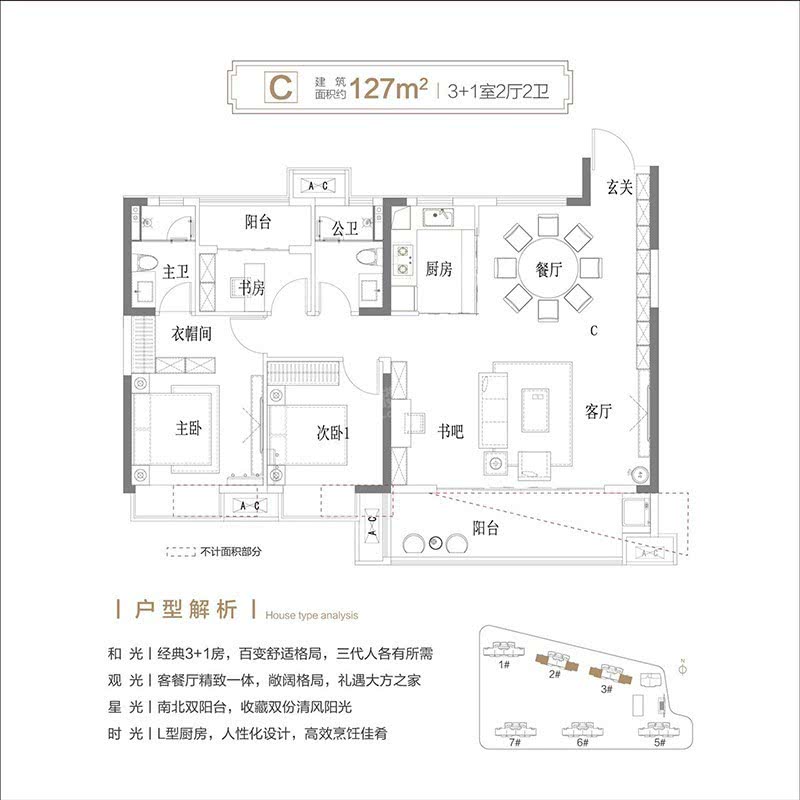 C 建筑面积约 127m² 3+1室2厅2卫
玄关
A C
阳台
公卫
主卫
书房
厨房
餐厅
衣帽间
C
主卧
次卧1
书吧
客厅
A C
A C
阳台
A C
不计面积部分
户型解析 House type analysis
和光 经典3+1房，百变舒适格局，三代人各有所需
观光 客餐厅精致一体，敞阔格局，礼遇大方之家
星光 南北双阳台，收藏双份清风阳光
时光 L型厨房，人性化设计，高效烹饪佳肴
N
1#
2#
3#
7#
6#
5#